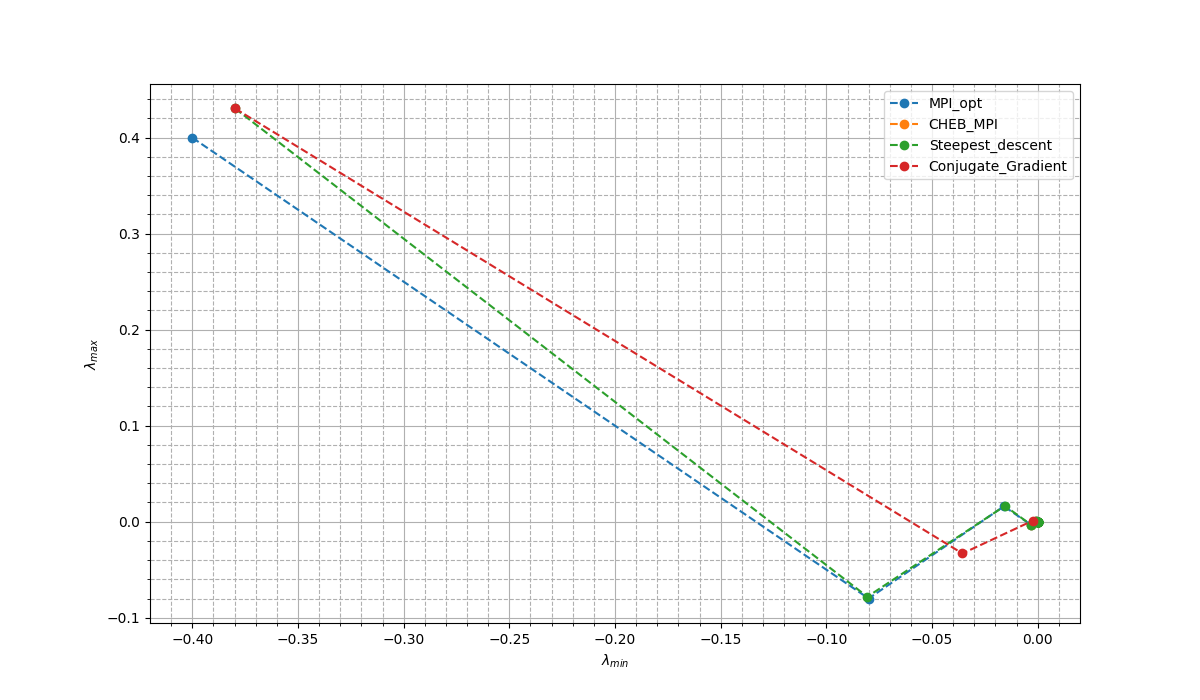 MPI_opt
CHEB_MPI
Steepest_descent
Conjugate_Gradient
0.4
0.3
0.2
0.1
0.0
−0.1
λmax
−0.40 −0.35 −0.30 −0.25 −0.20 −0.15 −0.10 −0.05 0.00
λmin